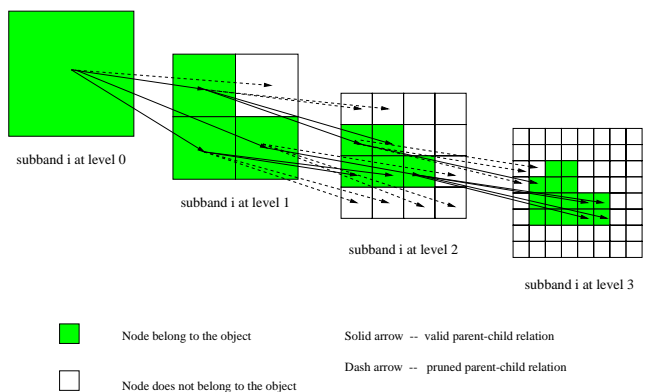 subband i at level 0
subband i at level 1
subband i at level 2
subband i at level 3
Node belong to the object
Solid arrow -- valid parent-child relation
Dash arrow -- pruned parent-child relation
Node does not belong to the object